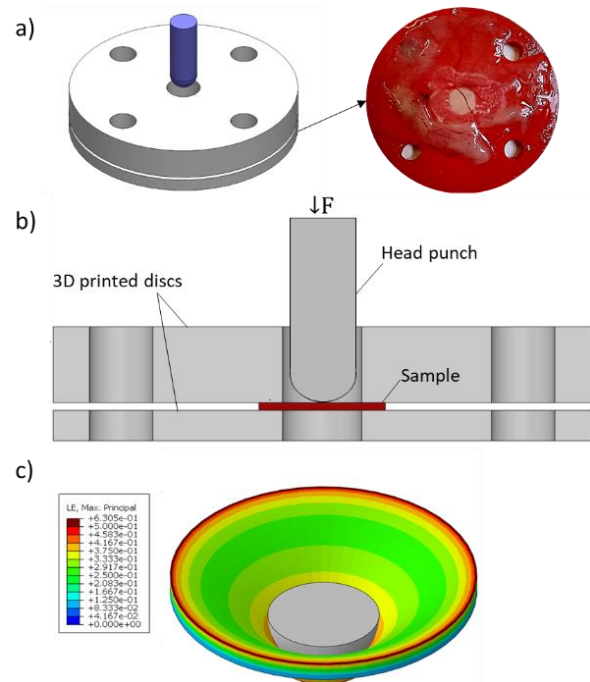 a)
b)
↓F
Head punch
3D printed discs
Sample
c)
LE, Max. Principal
+6.305e-01
+5.000e-01
+4.583e-01
+4.167e-01
+3.750e-01
+3.333e-01
+2.917e-01
+2.500e-01
+2.083e-01
+1.667e-01
+1.250e-01
+8.333e-02
+4.167e-02
+0.000e+00